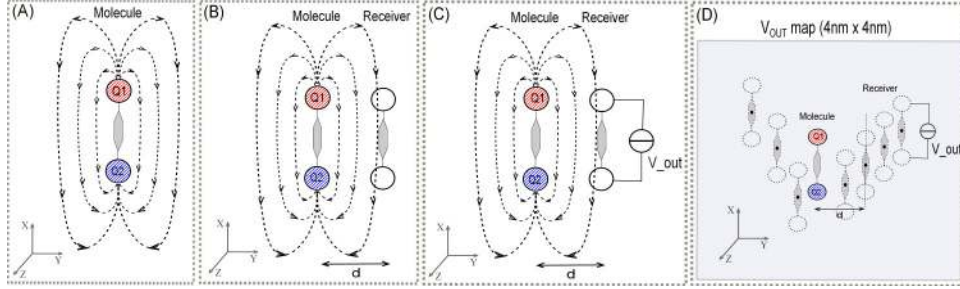 (A)
Molecule
Q1
Q2
X
Y
Z
(B)
Molecule
Receiver
Q1
Q2
X
Y
Z
d
(C)
Molecule
Receiver
Q1
Q2
V_out
X
Y
Z
d
(D)
V_OUT map (4nm x 4nm)
Receiver
Molecule
Q1
V_out
Q2
d
X
Y
Z